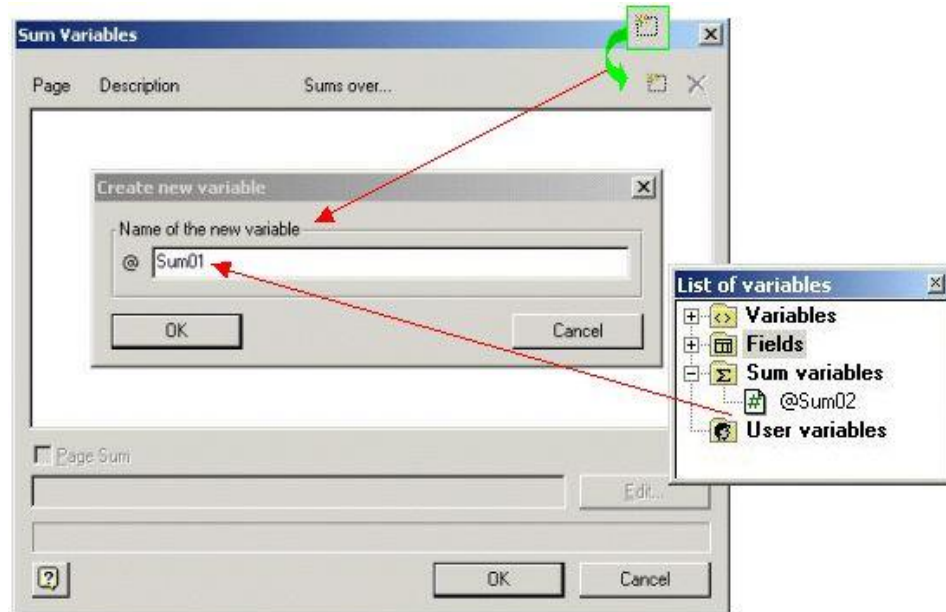 Sum Variables
Page Description Sums over...
Create new variable
Name of the new variable
@ Sum01
OK Cancel
List of variables
<> Variables
Fields
Σ Sum variables
# @Sum02
User variables
Page Sum
Edit...
?
OK Cancel